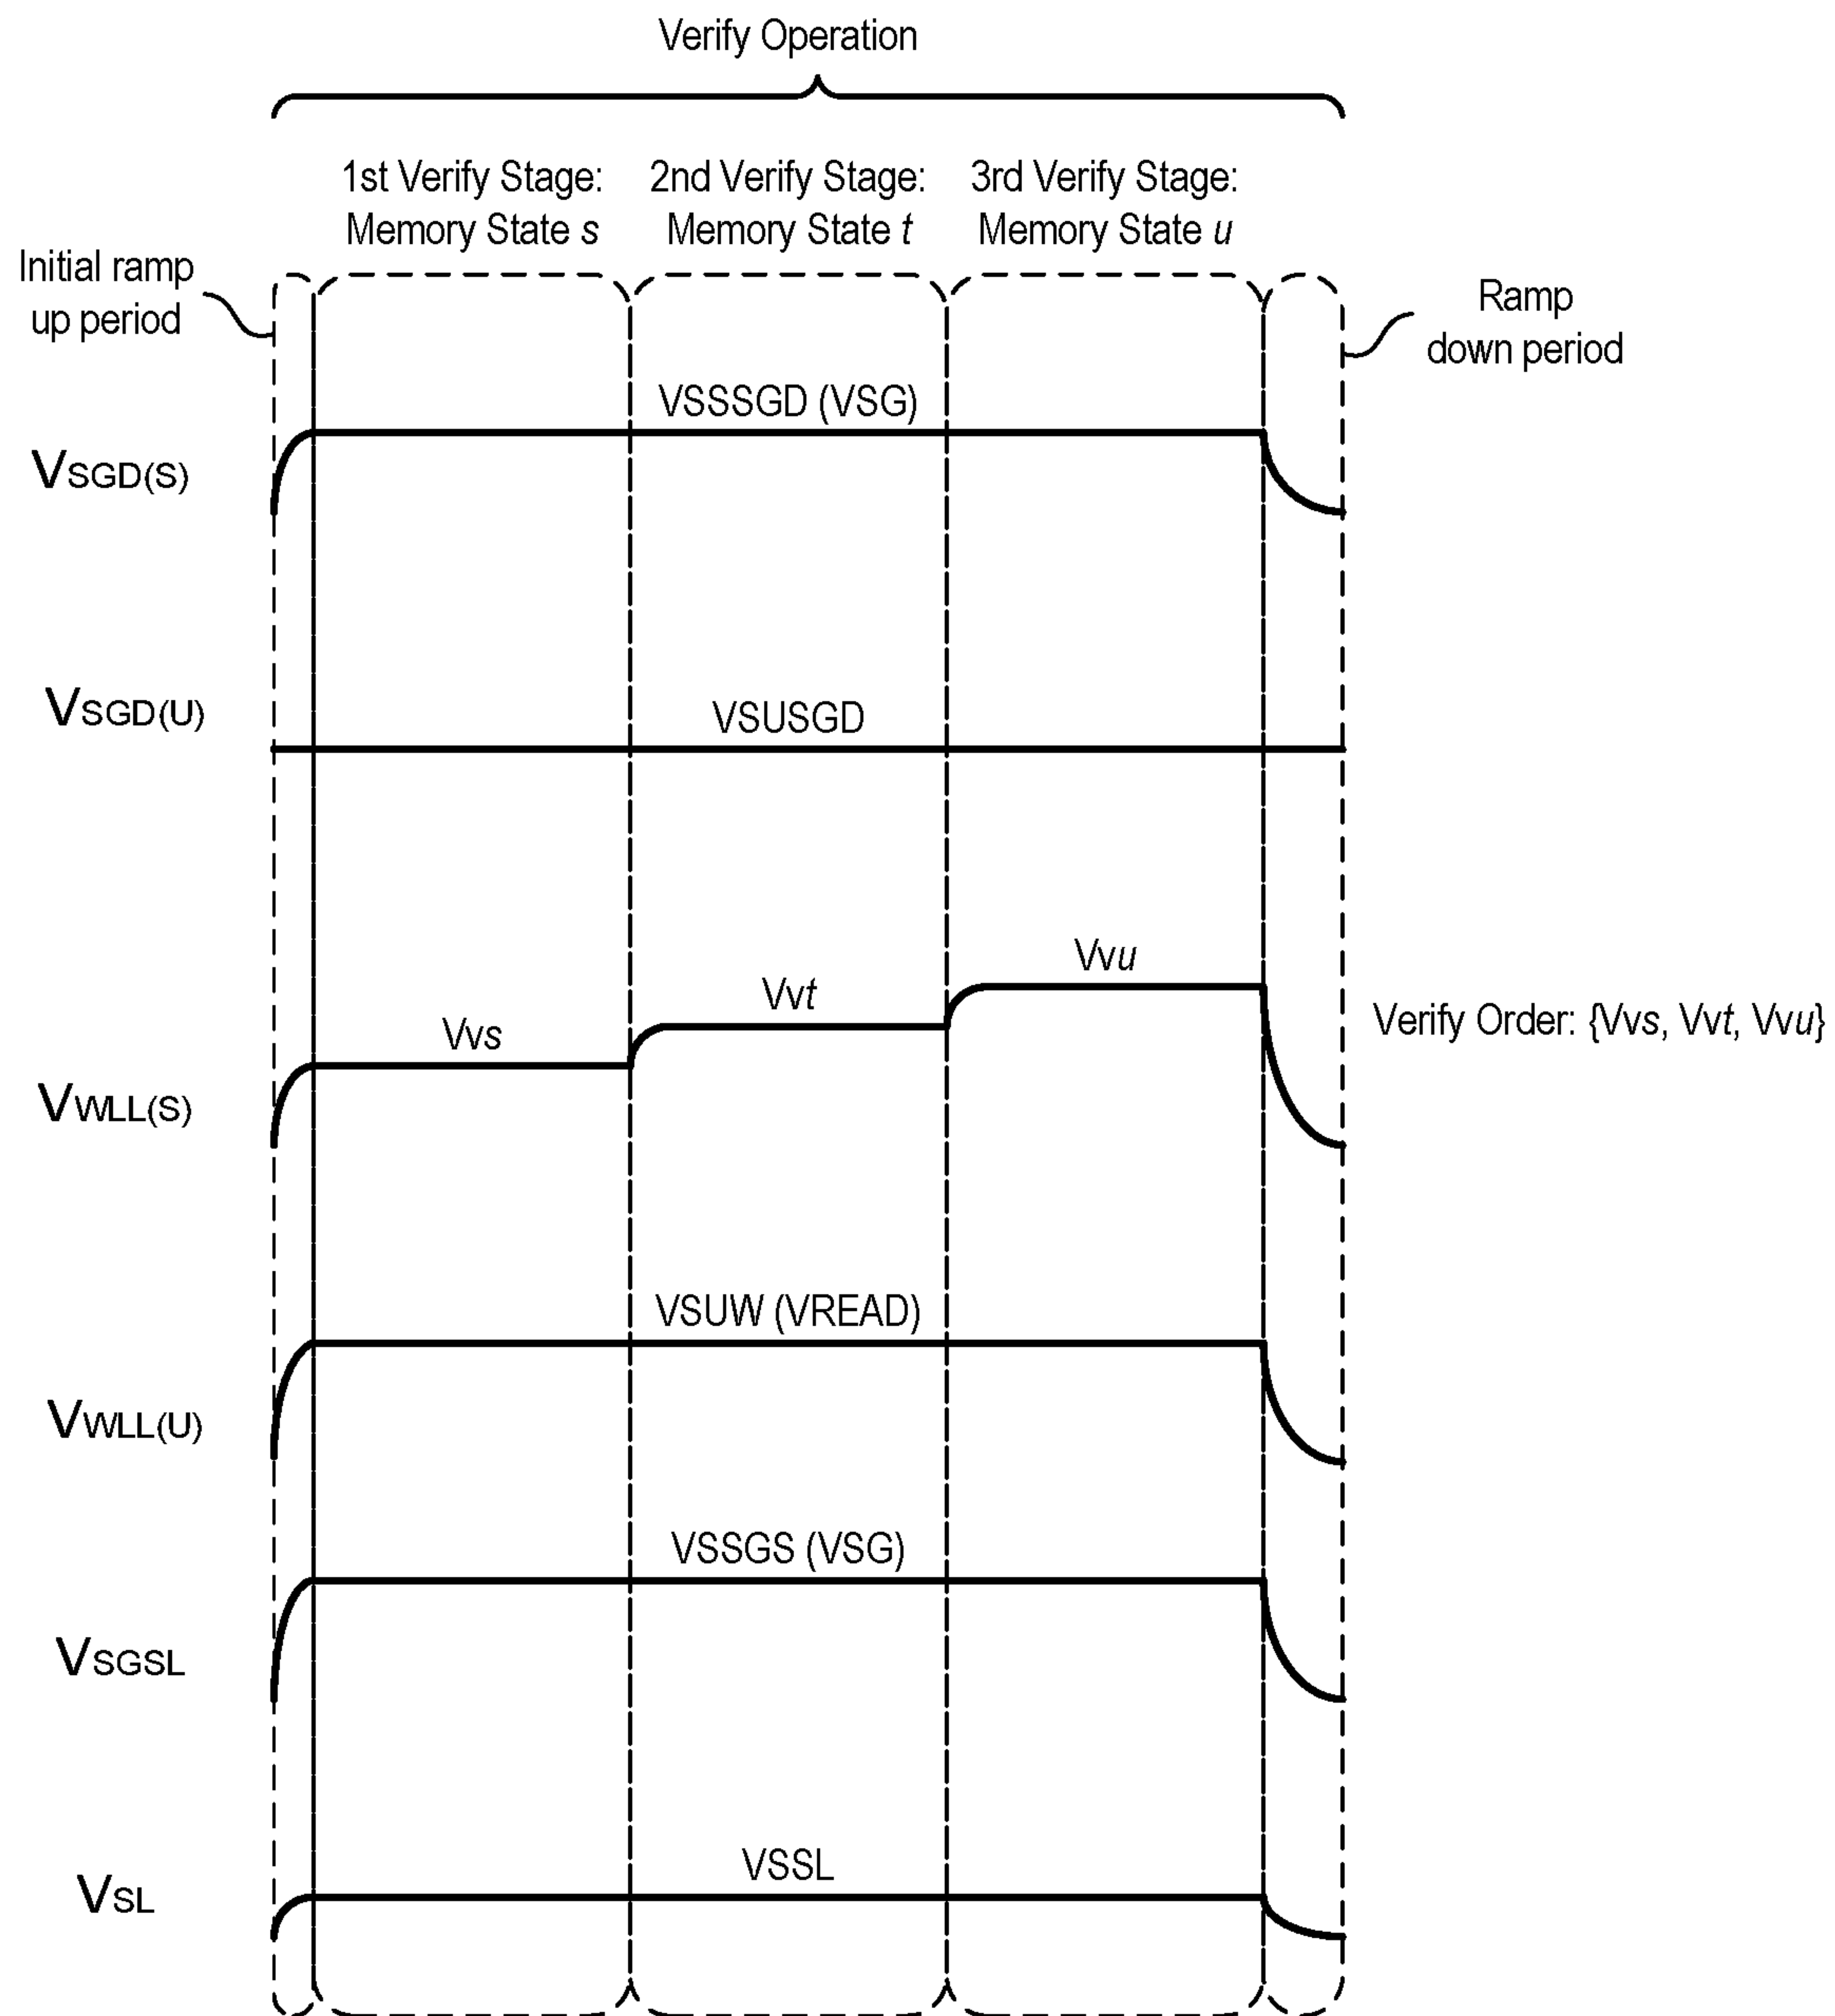 Verify Operation
1st Verify Stage:
Memory State s
2nd Verify Stage:
Memory State t
3rd Verify Stage:
Memory State u
Initial ramp
up period
Ramp
down period
VSSSGD (VSG)
VSGD(S)
VSUSGD
VSGD(U)
Vvs
Vvt
Vvu
Verify Order: {Vvs, Vvt, Vvu}
VWLL(S)
VSUW (VREAD)
VWLL(U)
VSSGS (VSG)
VSGSL
VSSL
VSL